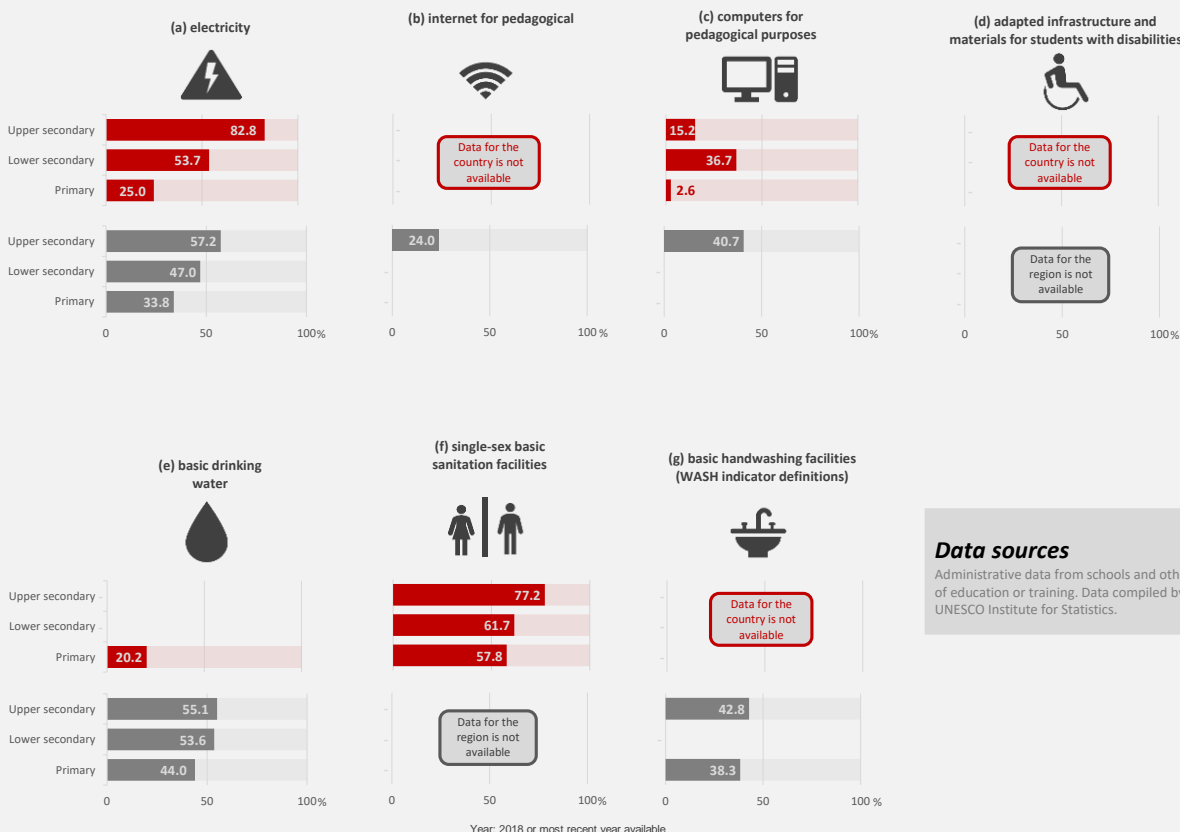 (a) electricity
(b) internet for pedagogical
(c) computers for
pedagogical purposes
(d) adapted infrastructure and
materials for students with disabilities
Upper secondary
82.8
Lower secondary
53.7
Primary
25.0
Data for the
country is not
available
15.2
36.7
2.6
Data for the
country is not
available
Upper secondary
57.2
Lower secondary
47.0
Primary
33.8
24.0
40.7
Data for the
region is not
available
0 50 100%
0 50 100%
0 50 100%
0 50 100%
(e) basic drinking
water
(f) single-sex basic
sanitation facilities
(g) basic handwashing facilities
(WASH indicator definitions)
Upper secondary
Lower secondary
Primary
20.2
77.2
61.7
57.8
Data for the
country is not
available
Upper secondary
55.1
Lower secondary
53.6
Primary
44.0
Data for the
region is not
available
42.8
38.3
0 50 100%
0 50 100%
0 50 100 %
Data sources
Administrative data from schools and oth
of education or training. Data compiled by
UNESCO Institute for Statistics.
Year: 2018 or most recent year available